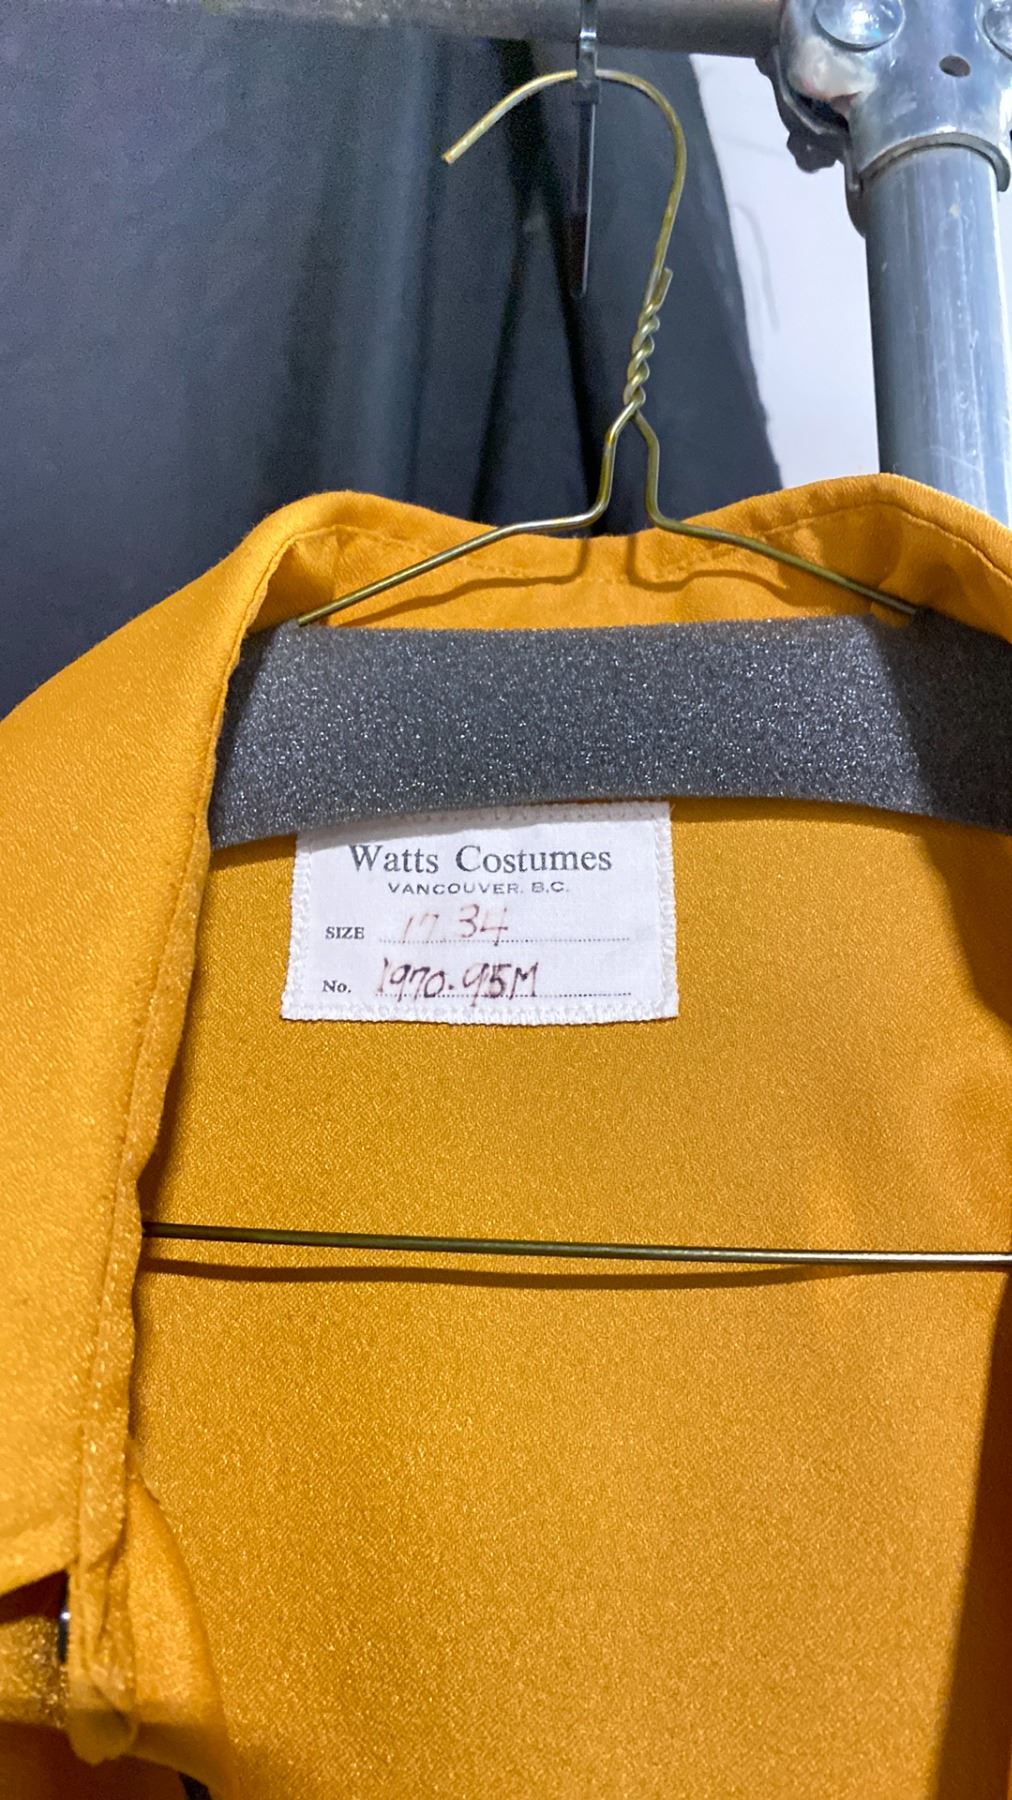 Watts Costumes
VANCOUVER, B.C.
SIZE 17 34
No. 1970-95M